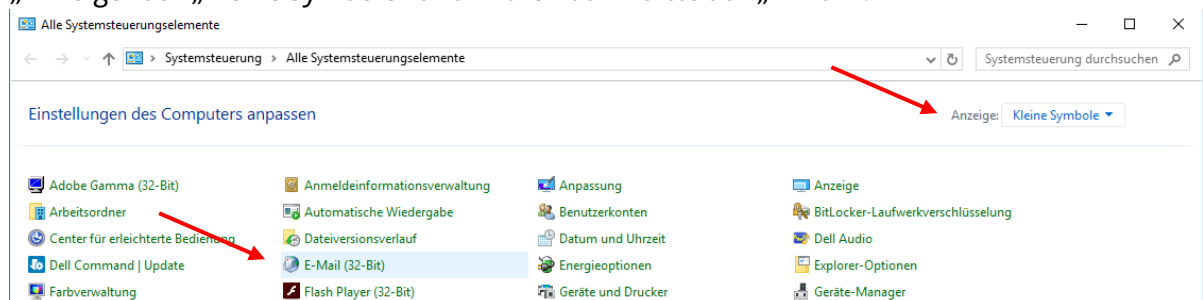 Alle Systemsteuerungselemente
Systemsteuerung > Alle Systemsteuerungselemente
Systemsteuerung durchsuchen
Einstellungen des Computers anpassen
Anzeige: Kleine Symbole
Adobe Gamma (32-Bit) Anmeldeinformationsverwaltung Anpassung Anzeige
Arbeitsordner Automatische Wiedergabe Benutzerkonten BitLocker-Laufwerkverschlüsselung
Center für erleichterte Bedienung Dateiversionsverlauf Datum und Uhrzeit Dell Audio
Dell Command | Update E-Mail (32-Bit) Energieoptionen Explorer-Optionen
Farbverwaltung Flash Player (32-Bit) Geräte und Drucker Geräte-Manager